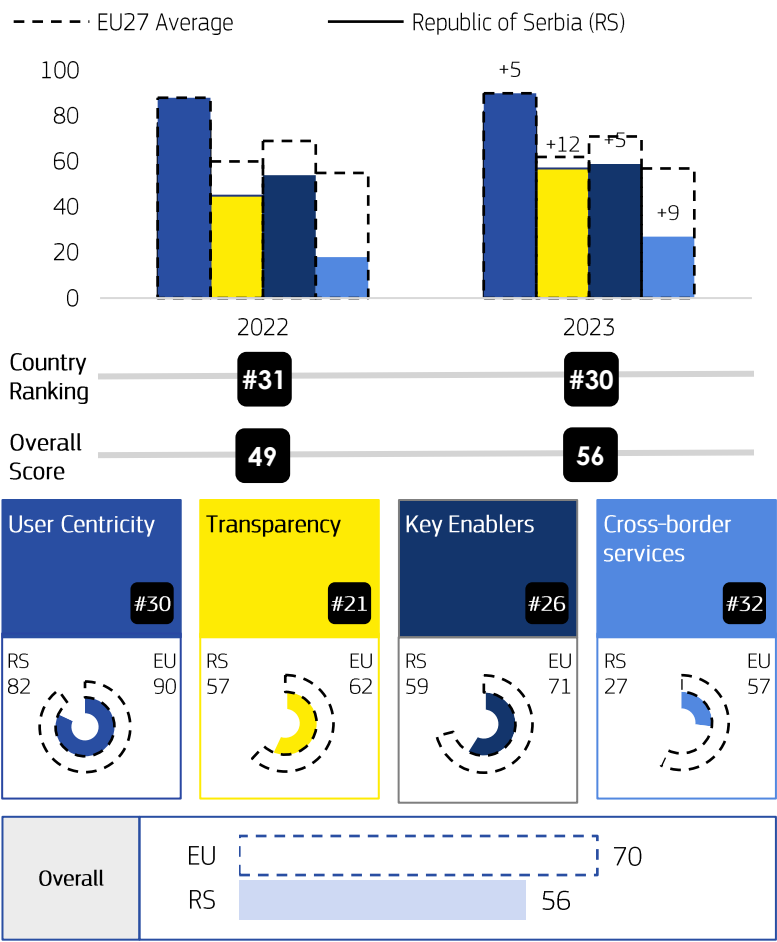 EU27 Average
Republic of Serbia (RS)
100
80
60
40
20
0
+5
+12
+5
+9
2022
2023
Country
Ranking
#31
#30
Overall
Score
49
56
User Centricity
#30
Transparency
#21
Key Enablers
#26
Cross-border
services
#32
RS
82
EU
90
RS
57
EU
62
RS
59
EU
71
RS
27
EU
57
Overall
EU
70
RS
56